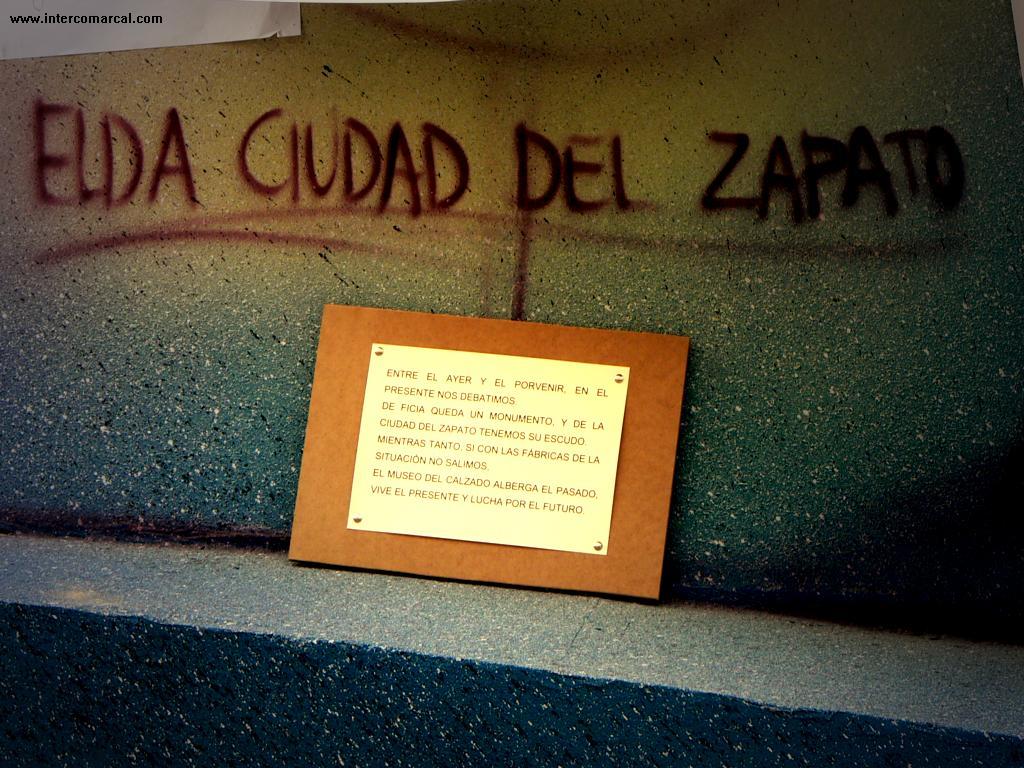 www.intercomarcal.com
ELDA CIUDAD DEL ZAPATO
ENTRE EL AYER Y EL PORVENIR, EN EL
PRESENTE NOS DEBATIMOS.
DE FICIA QUEDA UN MONUMENTO, Y DE LA
CIUDAD DEL ZAPATO TENEMOS SU ESCUDO.
MIENTRAS TANTO, SI CON LAS FÁBRICAS DE LA
SITUACIÓN NO SALIMOS.
EL MUSEO DEL CALZADO ALBERGA EL PASADO,
VIVE EL PRESENTE Y LUCHA POR EL FUTURO.